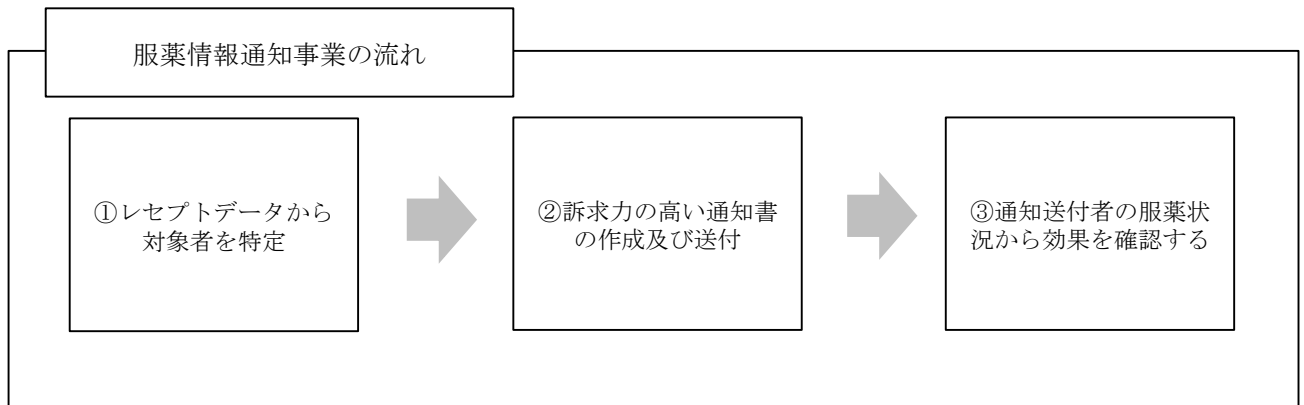 服薬情報通知事業の流れ
①レセプトデータから
対象者を特定
②訴求力の高い通知書
の作成及び送付
③通知送付者の服薬状
況から効果を確認する